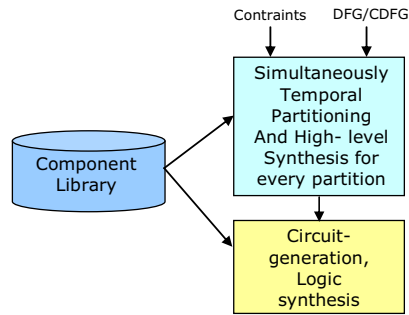 Contraints
DFG/CDFG
Simultaneously
Temporal
Partitioning
And High- level
Synthesis for
every partition
Component
Library
Circuit-
generation,
Logic
synthesis